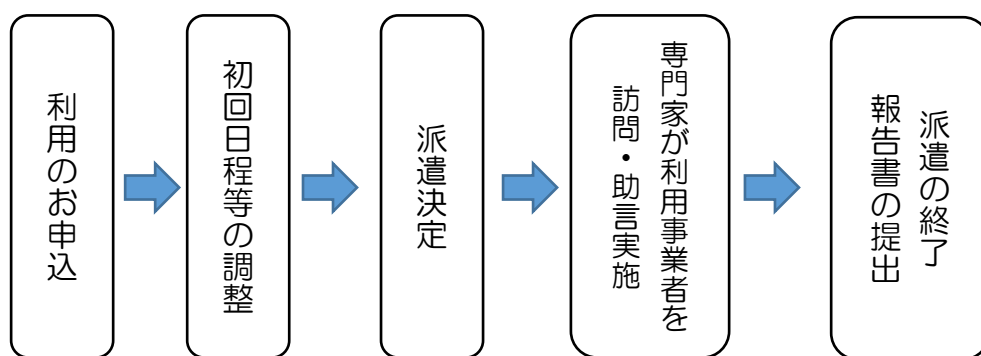 利用のお申込
初回日程等の調整
派遣決定
専門家が利用事業者を
訪問・助言実施
派遣の終了
報告書の提出